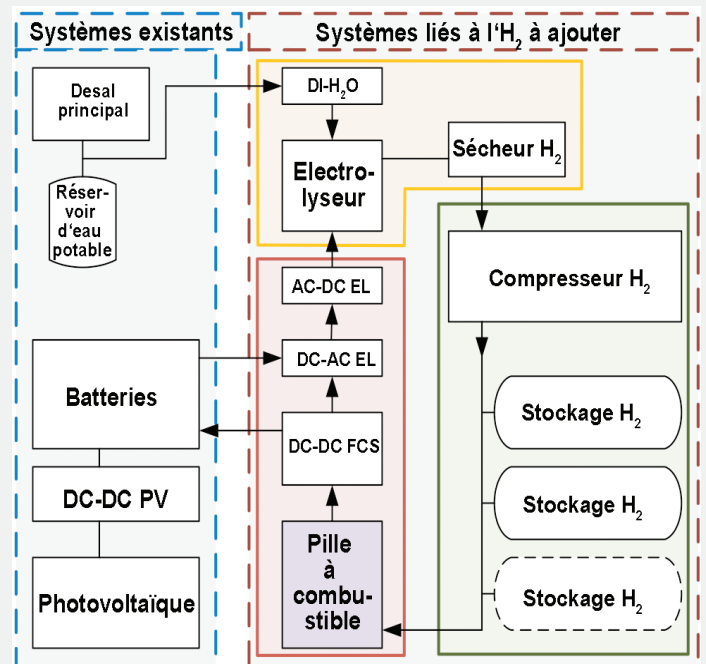 Systèmes existants
Systèmes liés à l'H₂ à ajouter
Desal
principal
Réser-
voir
d'eau
potable
Batteries
DC-DC PV
Photovoltaïque
DI-H₂O
Electro-
lyseur
Sécheur H₂
AC-DC EL
DC-AC EL
DC-DC FCS
Pille
à
combu-
stible
Compresseur H₂
Stockage H₂
Stockage H₂
Stockage H₂